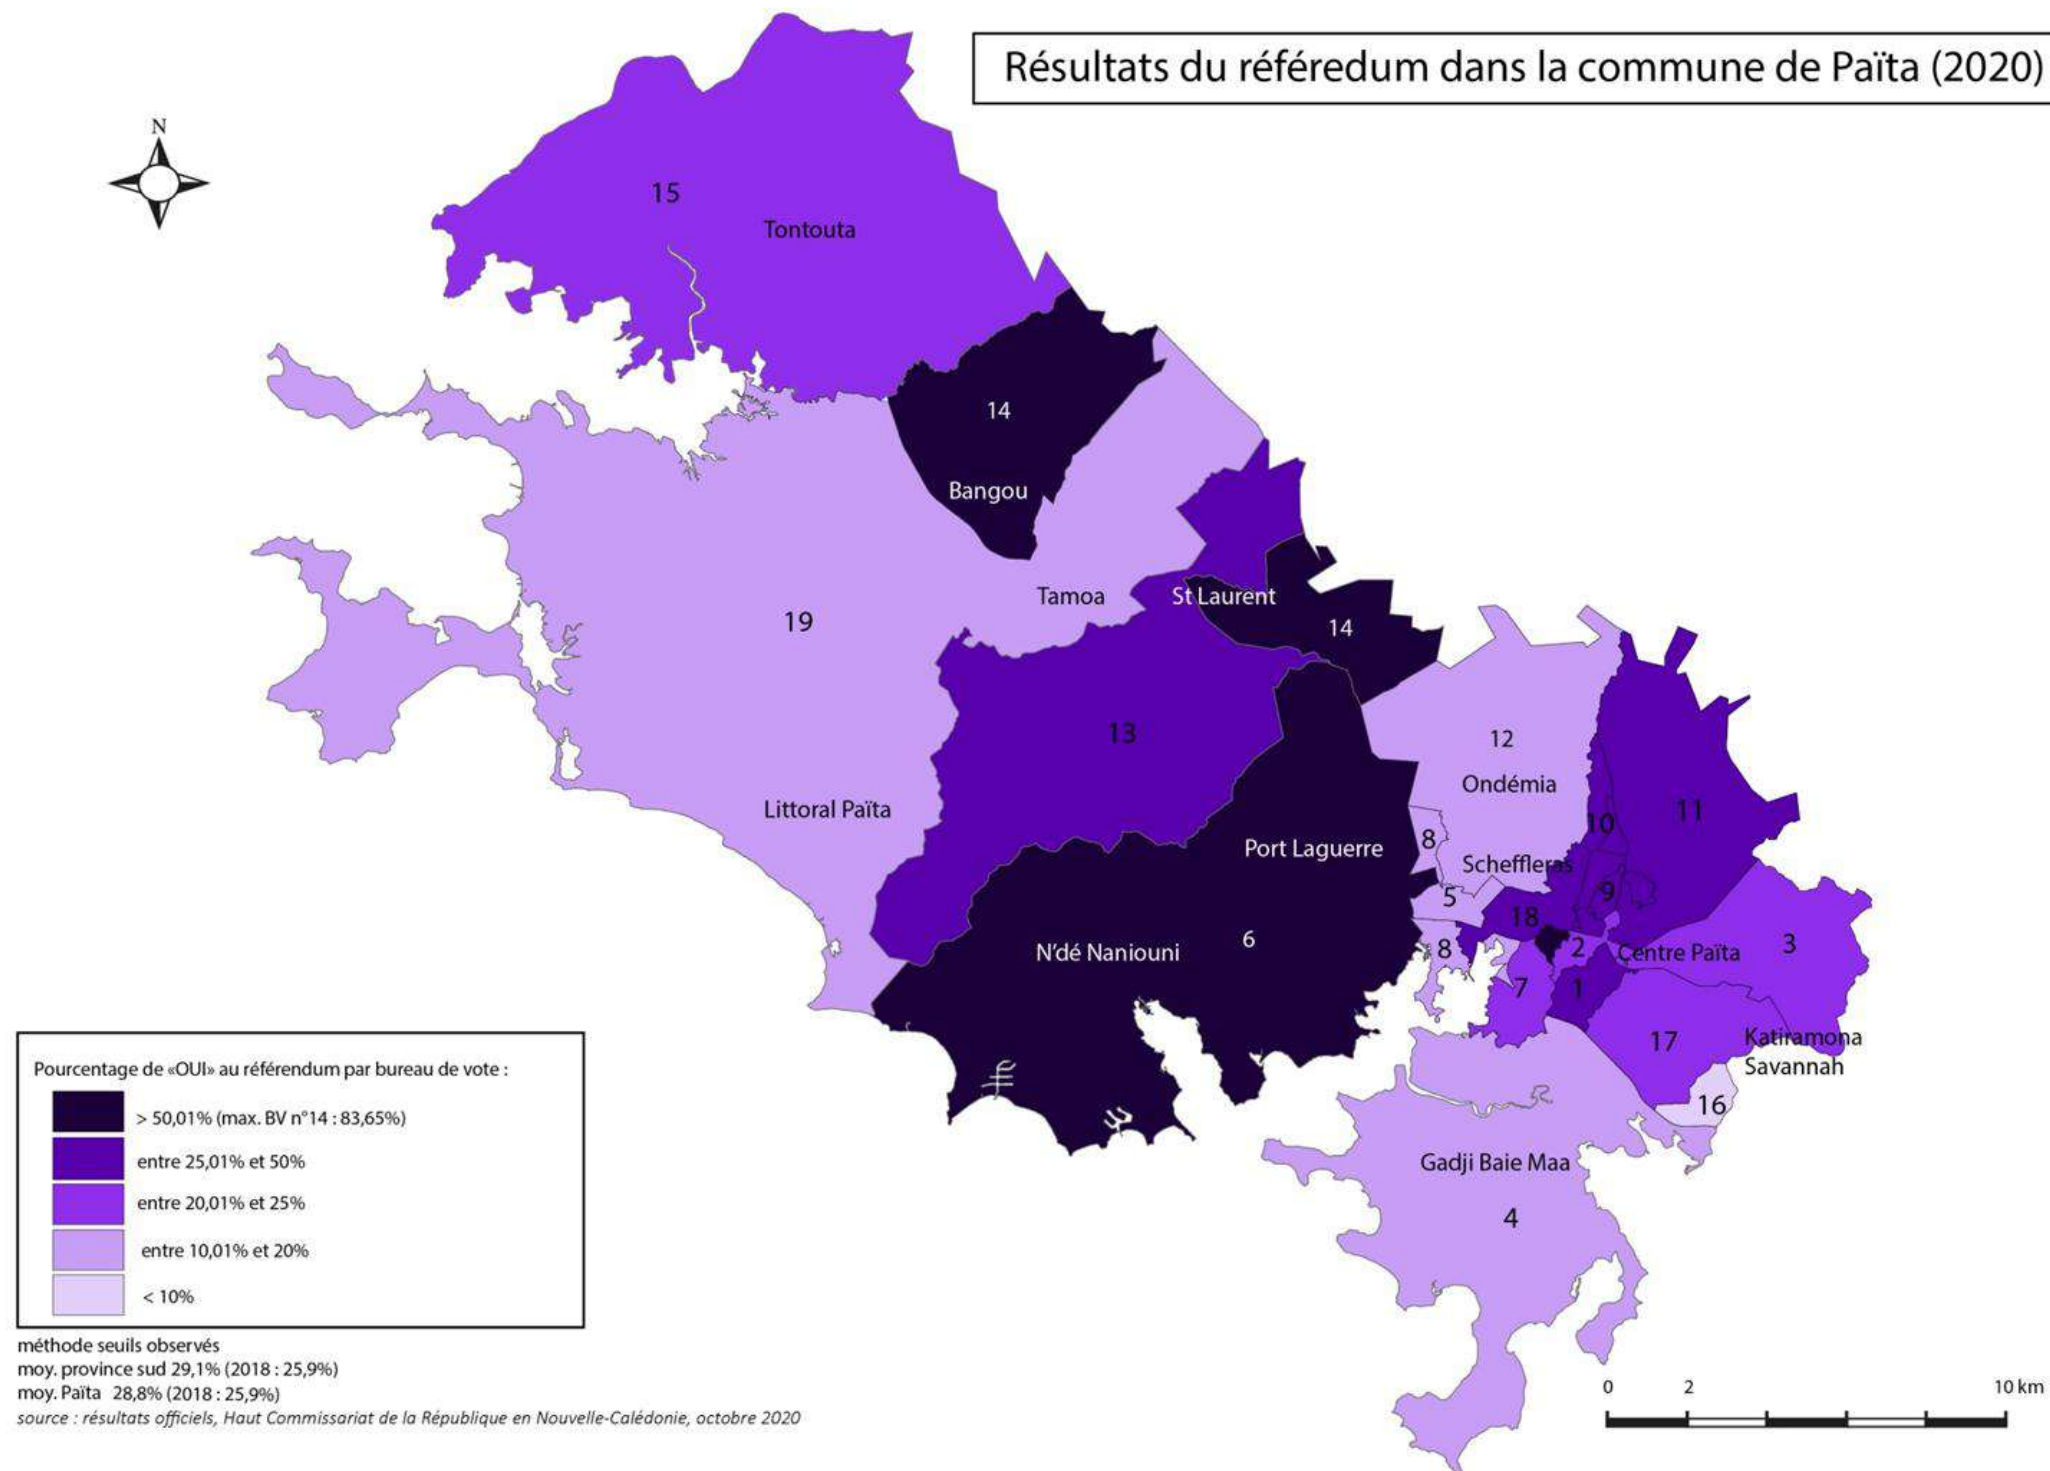 Résultats du référedum dans la commune de Païta (2020)
N
15
Tontouta
14
Bangou
Tamoa
St Laurent
19
14
13
12
Ondémia
Littoral Païta
10
11
Port Laguerre
8
Scheffleras
9
5
18
N'dé Naniouni
6
8
2
Centre Païta
3
7
1
17
Katiramona
Savannah
16
Gadji Baie Maa
4
Pourcentage de «OUI» au référendum par bureau de vote :
> 50,01% (max. BV n°14 : 83,65%)
entre 25,01% et 50%
entre 20,01% et 25%
entre 10,01% et 20%
< 10%
méthode seuils observés
moy. province sud 29,1% (2018 : 25,9%)
moy. Païta 28,8% (2018 : 25,9%)
source : résultats officiels, Haut Commissariat de la République en Nouvelle-Calédonie, octobre 2020
0 2 10 km